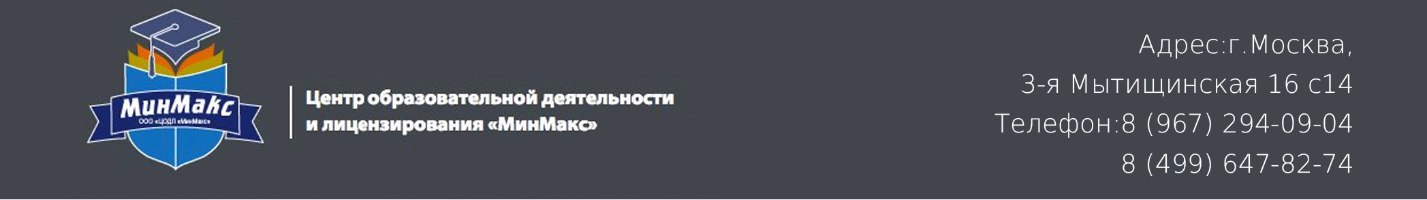 МинМакс
ООО «ЦОДЛ «МинМакс»
Центр образовательной деятельности
и лицензирования «МинМакс»
Адрес:г.Москва,
3-я Мытищинская 16 с14
Телефон:8 (967) 294-09-04
8 (499) 647-82-74